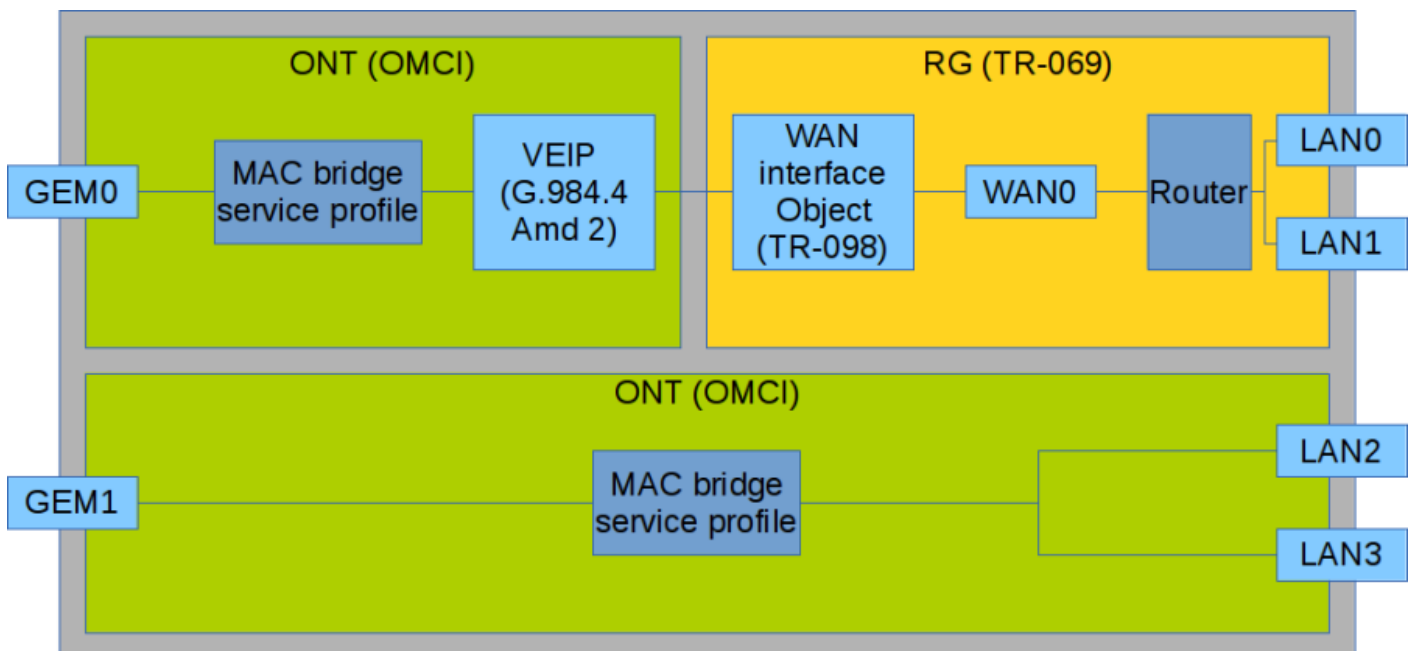 ONT (OMCI)
RG (TR-069)
GEM0
MAC bridge
service profile
VEIP
(G.984.4
Amd 2)
WAN
interface
Object
(TR-098)
WAN0
Router
LAN0
LAN1
ONT (OMCI)
GEM1
MAC bridge
service profile
LAN2
LAN3